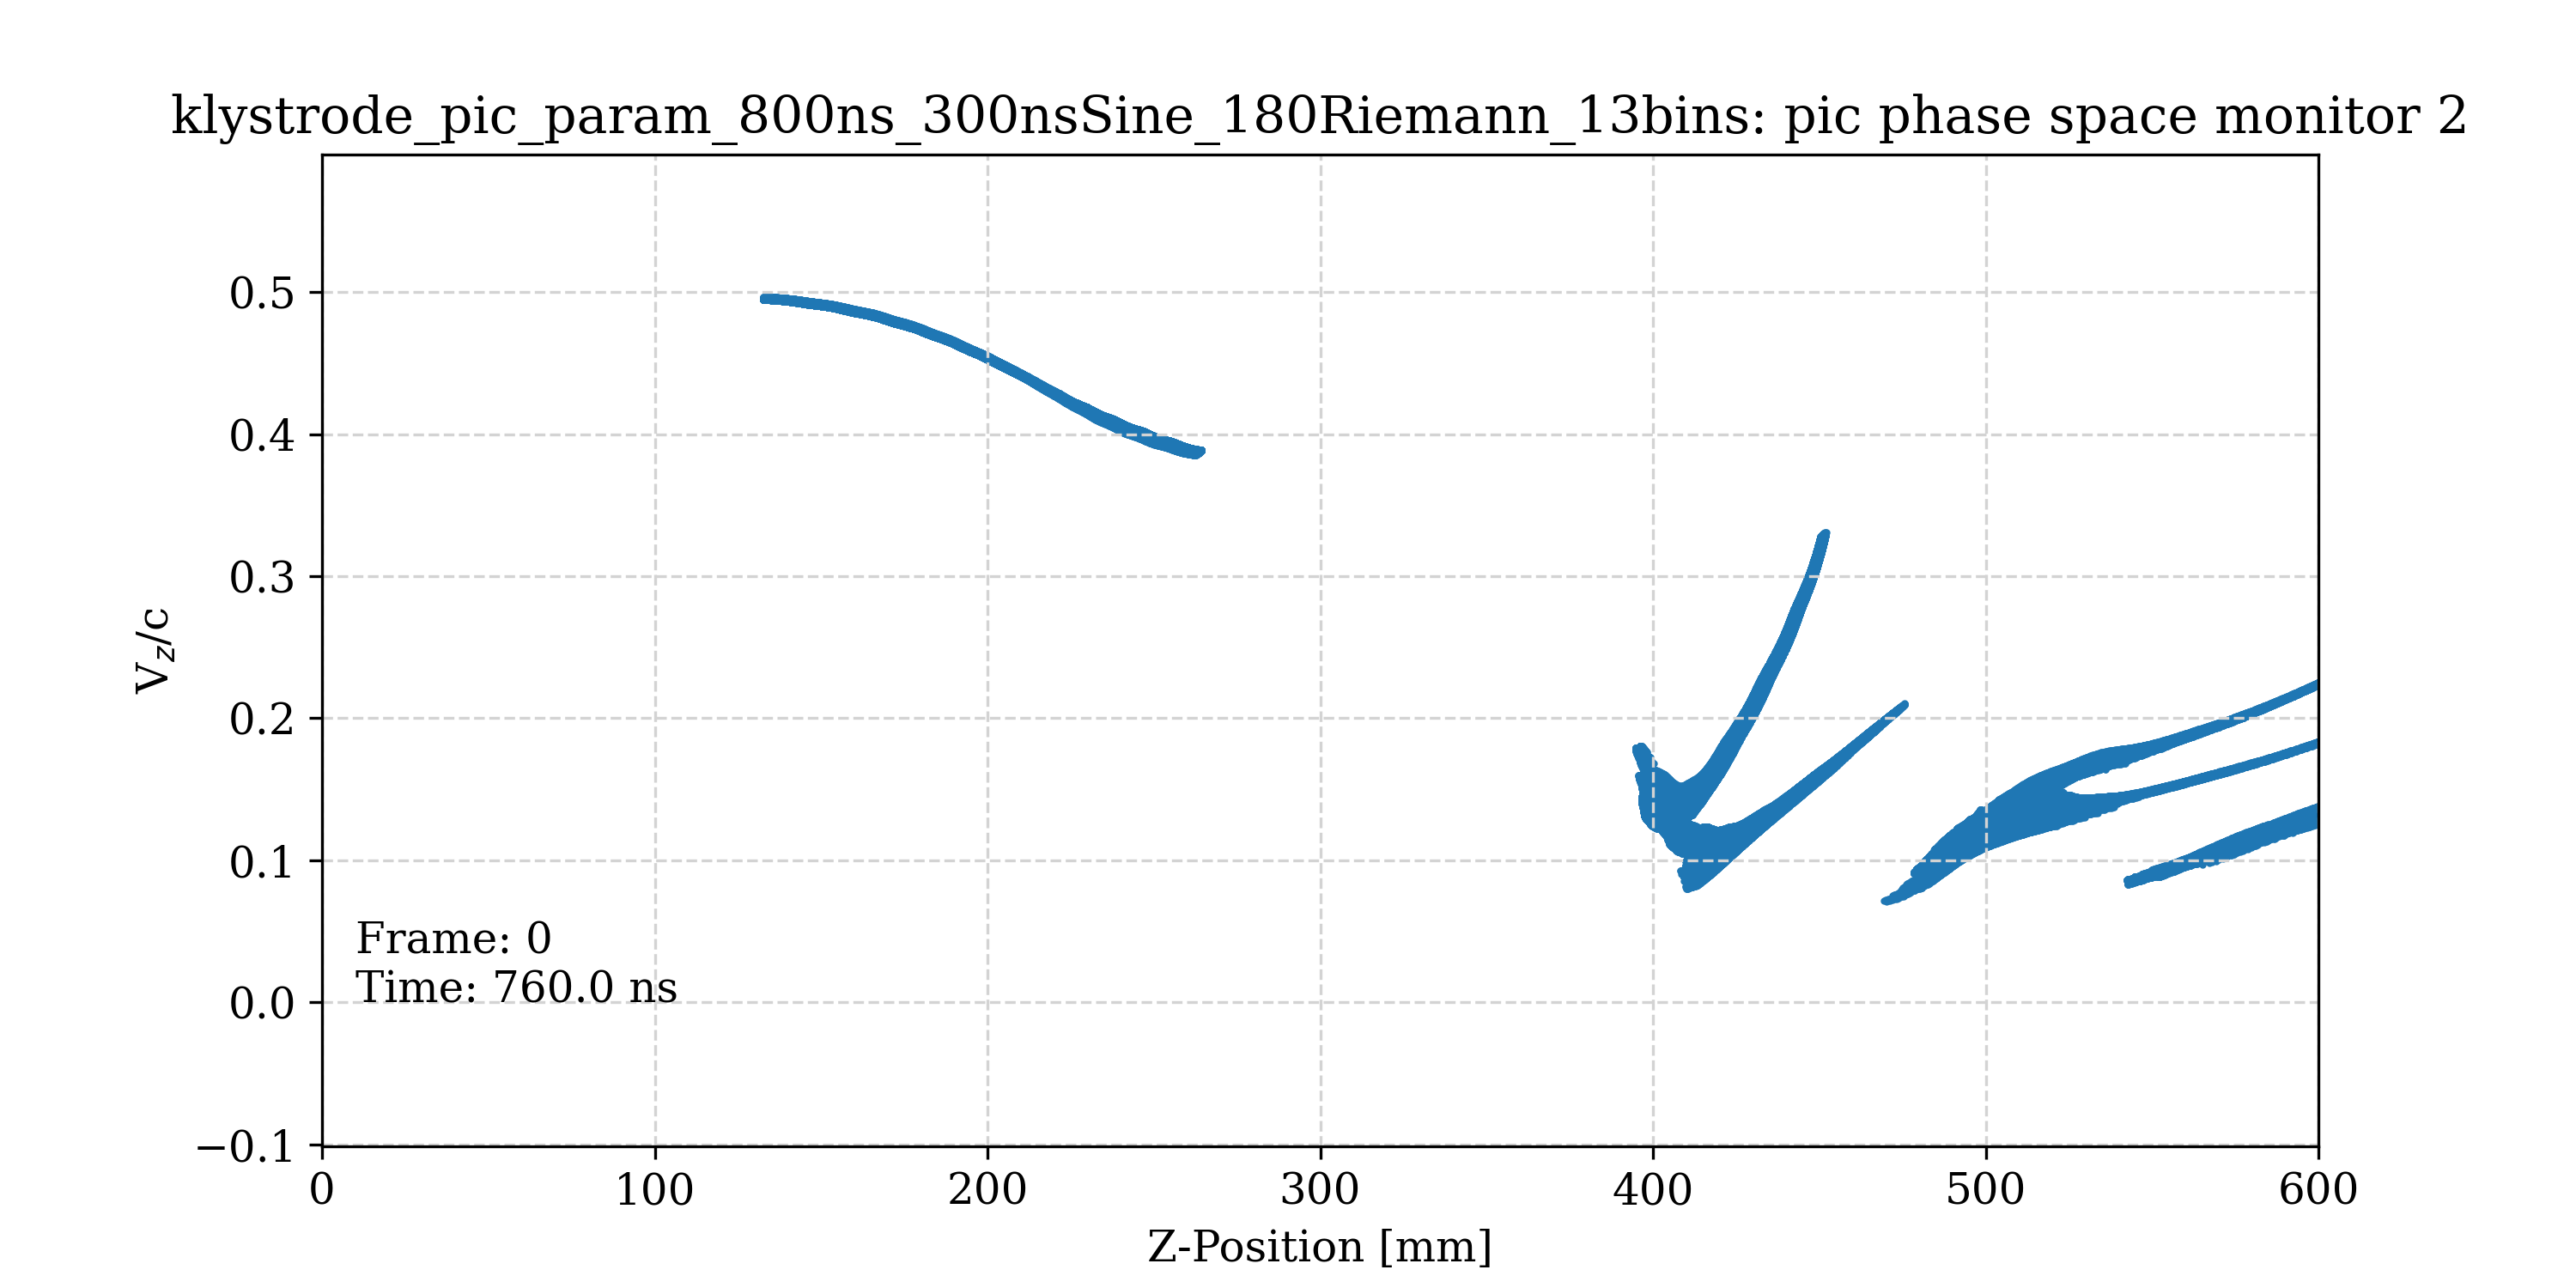 klystrode_pic_param_800ns_300nsSine_180Riemann_13bins: pic phase space monitor 2
0.5
0.4
0.3
0.2
0.1
0.0
−0.1
V_z/c
Frame: 0
Time: 760.0 ns
0 100 200 300 400 500 600
Z-Position [mm]